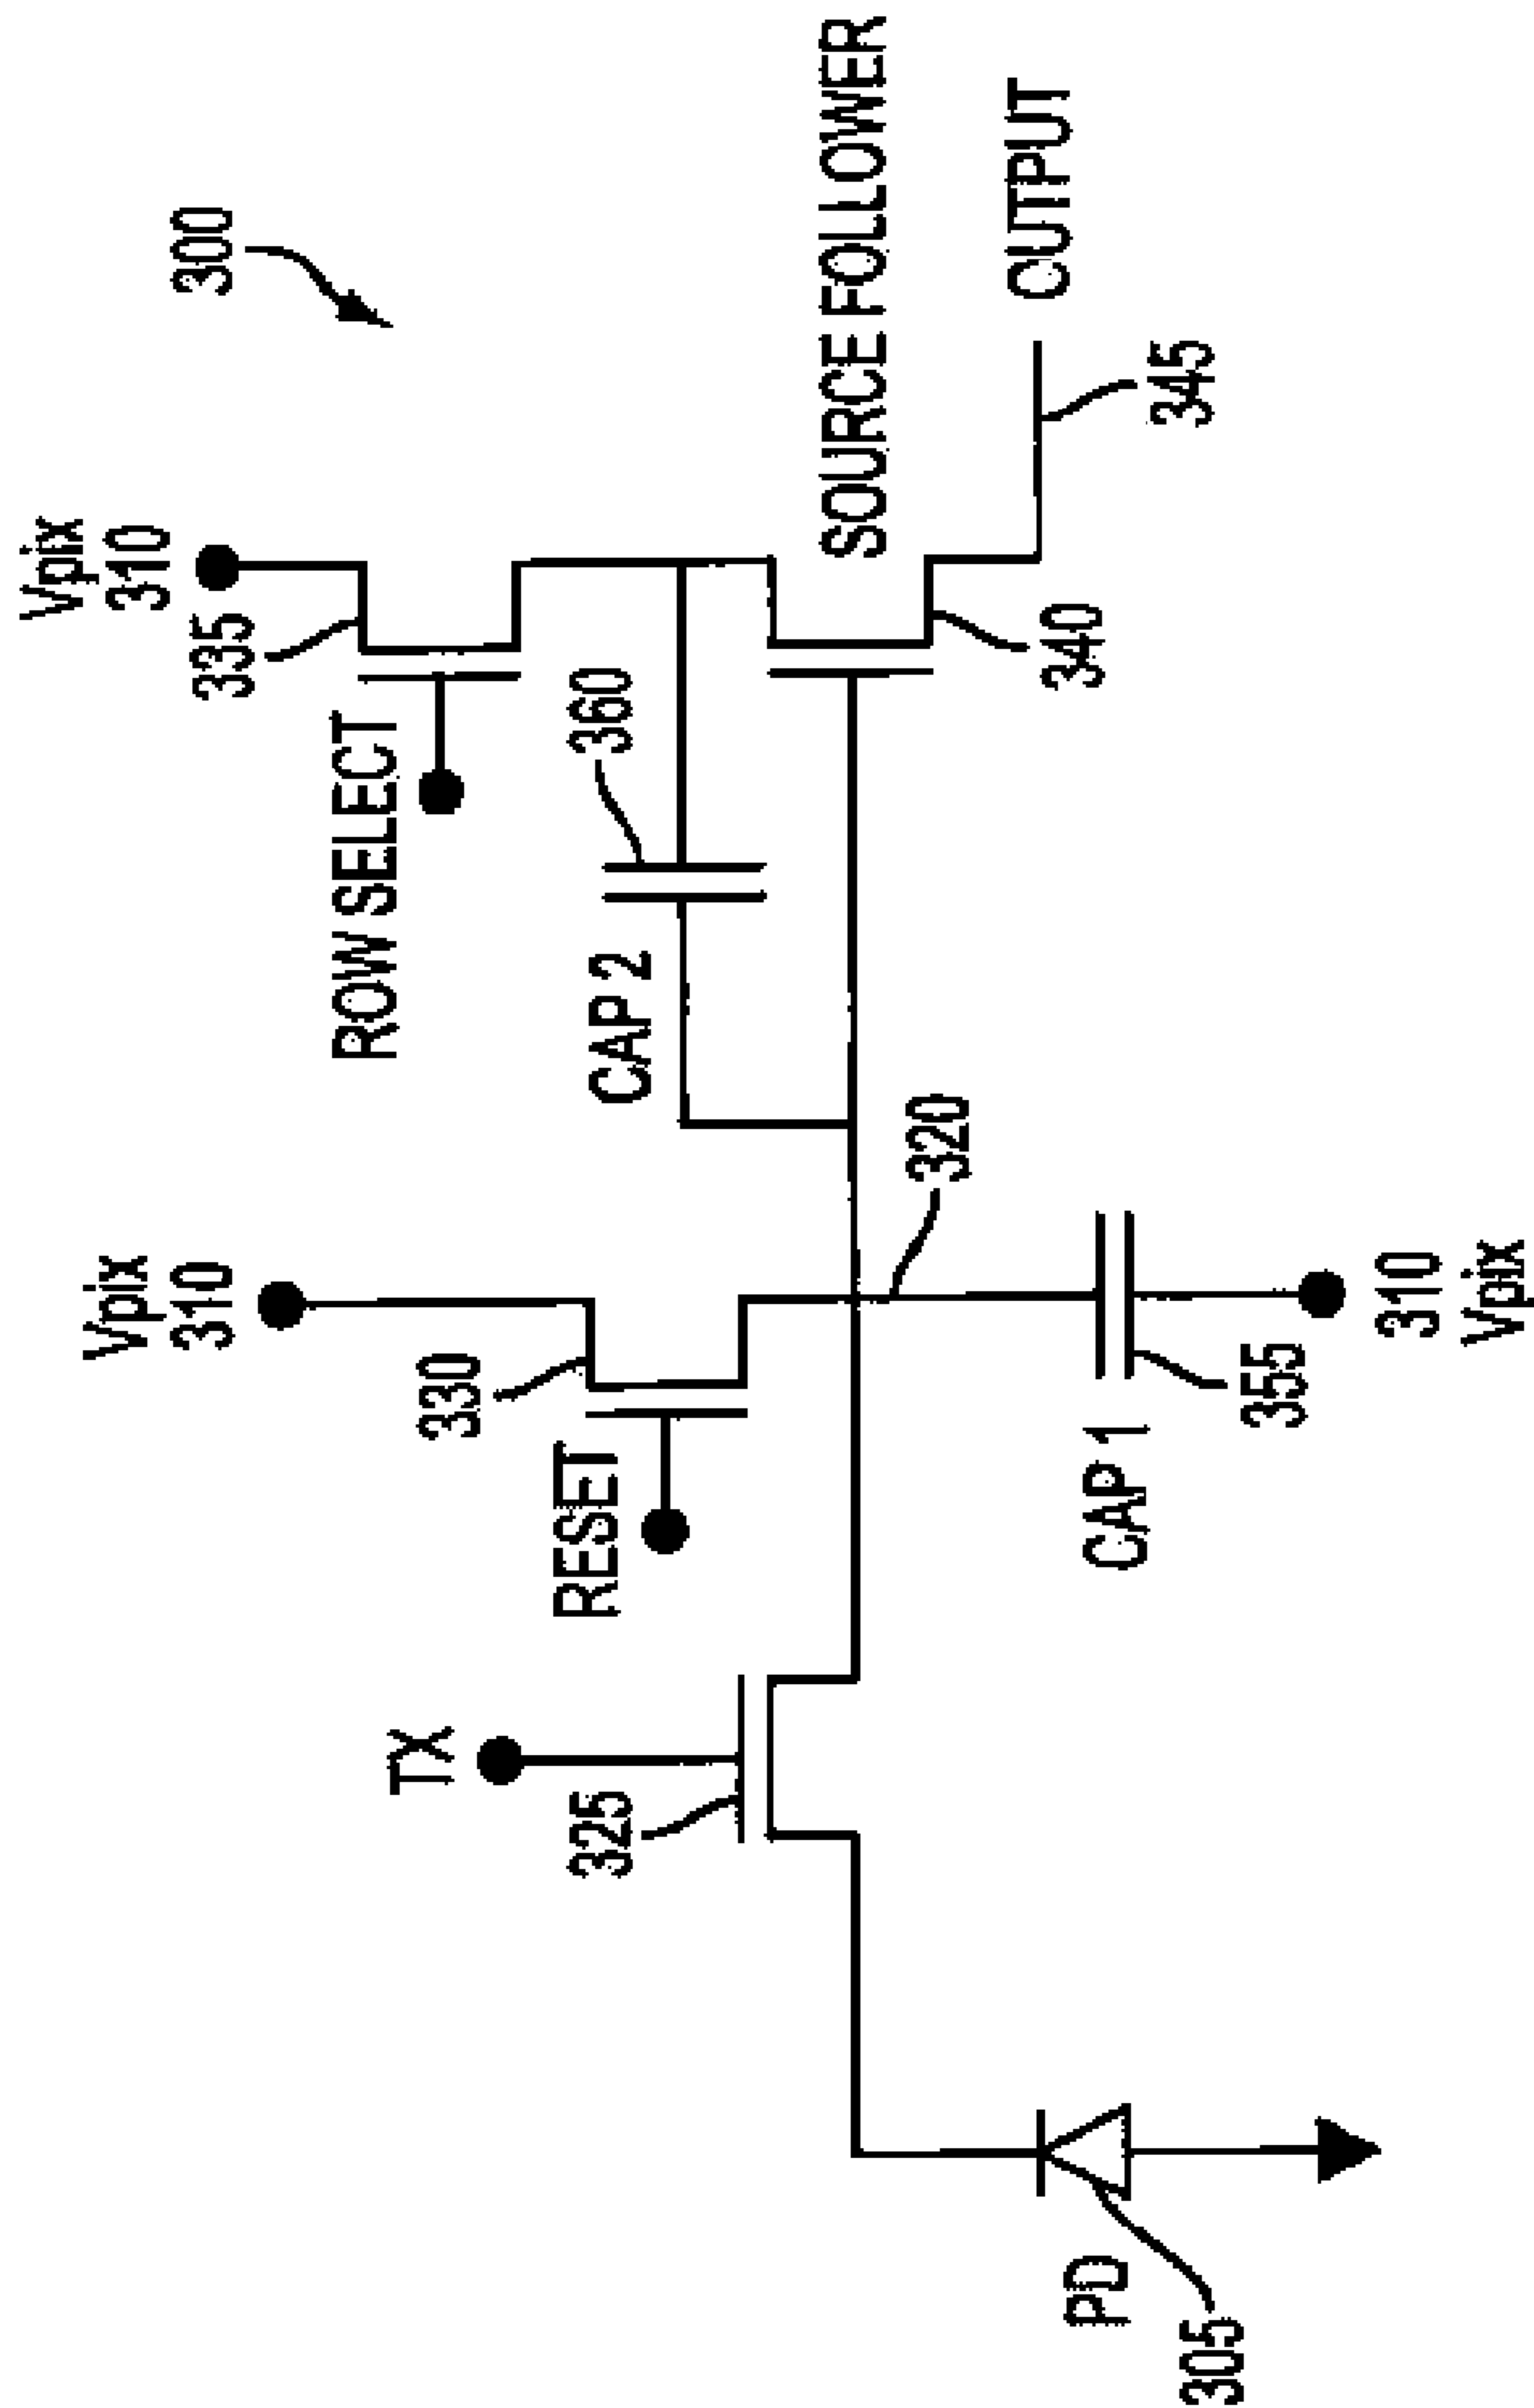 Vpix
310
300
Vpix
310
335
ROW SELECT
TX
330
RESET
325
360
CAP 2
SOURCE FOLLOWER
320
OUTPUT
340
PD
CAP 1
345
305
355
310
Vpix